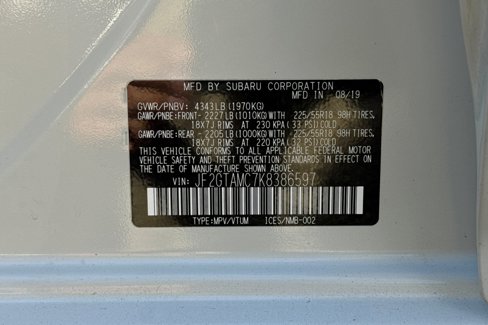 MFD BY SUBARU CORPORATION
GVWR/PNBV: 4343LB(1970KG) MFD IN 08/19
GAWR/PNBE:FRONT-2227LB(1010KG) WITH 225/55R18 98H TIRES,
18X7J RIMS AT 230 KPA(33 PSI)COLD
GAWR/PNBE:REAR -2205LB(1000KG) WITH 225/55R18 98H TIRES,
18X7J RIMS AT 220 KPA(32 PSI)COLD
THIS VEHICLE CONFORMS TO ALL APPLICABLE FEDERAL MOTOR
VEHICLE SAFETY AND THEFT PREVENTION STANDARDS IN EFFECT ON THE
DATE OF MANUFACTURE SHOWN ABOVE.
VIN: JF2GTAMC7K8386597
TYPE:MPV/VTUM ICES/NMB-002